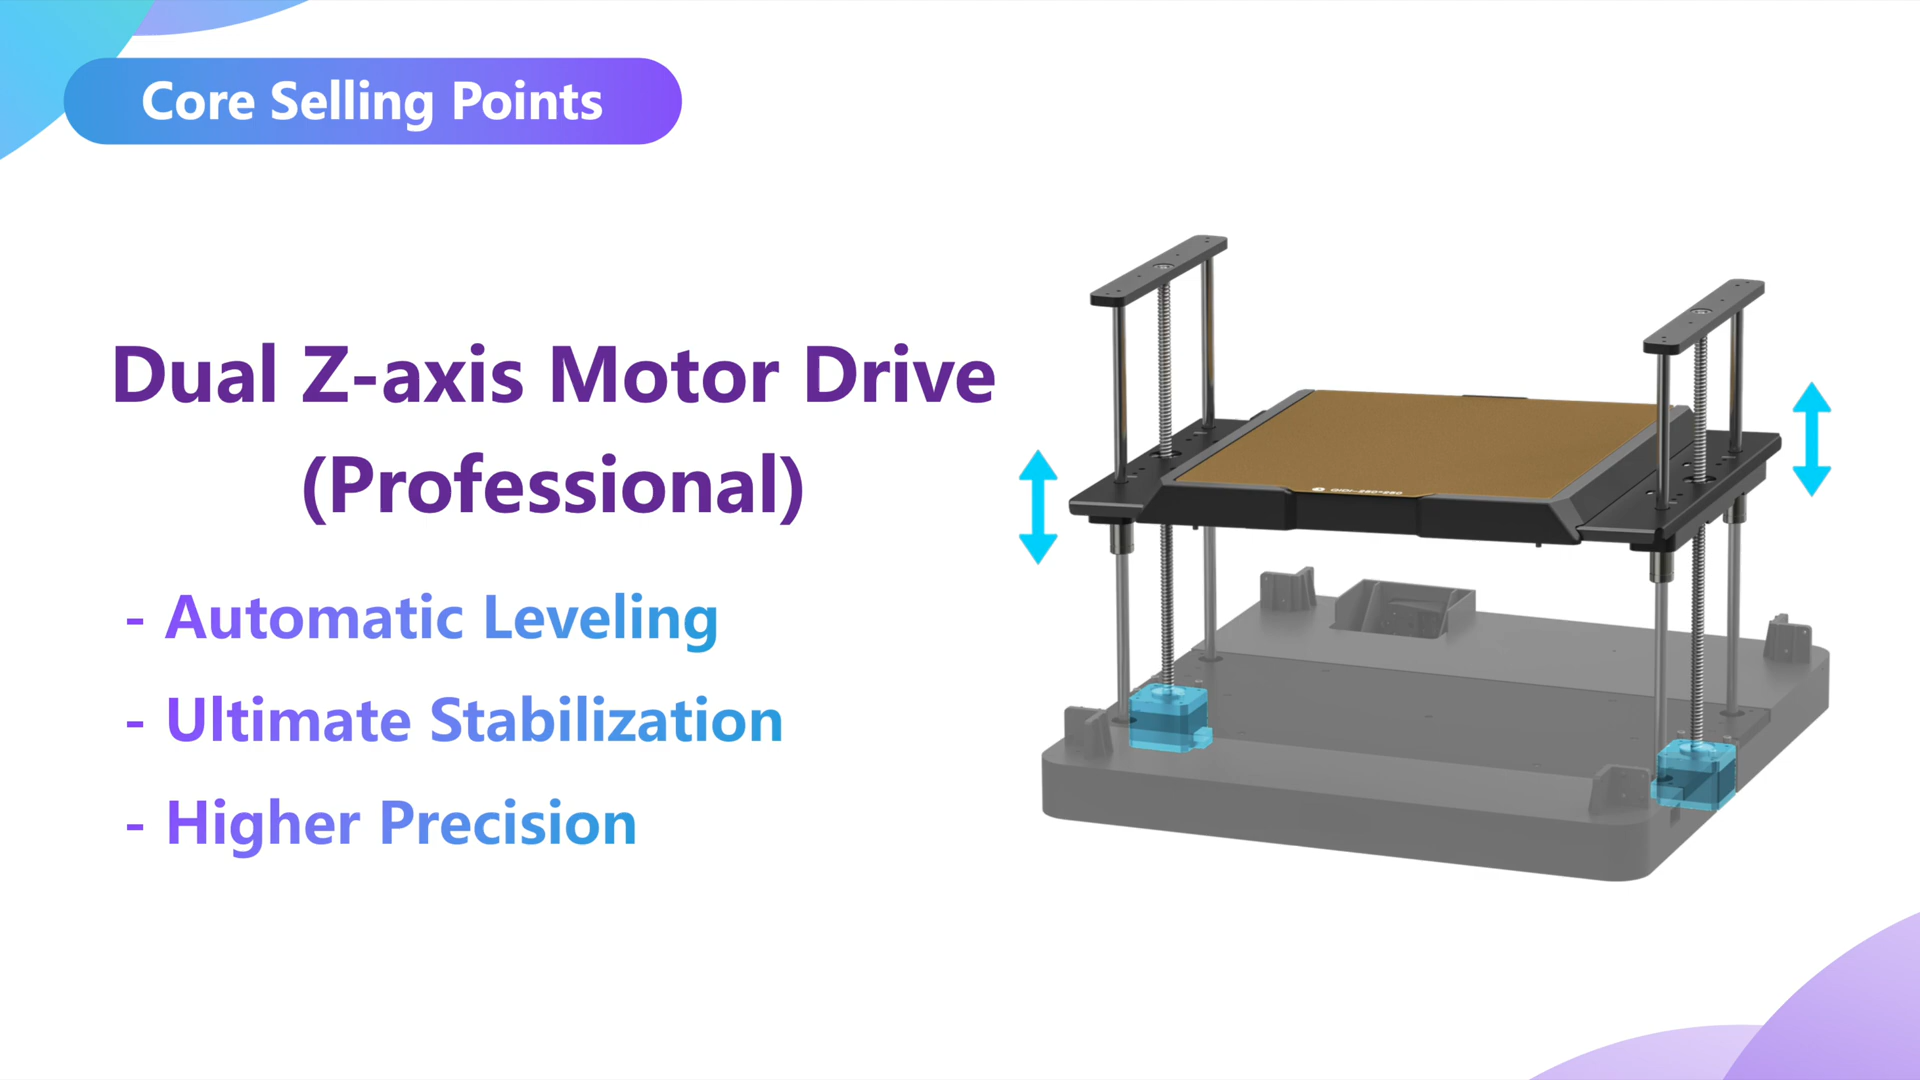 Core Selling Points
Dual Z-axis Motor Drive
(Professional)
- Automatic Leveling
- Ultimate Stabilization
- Higher Precision